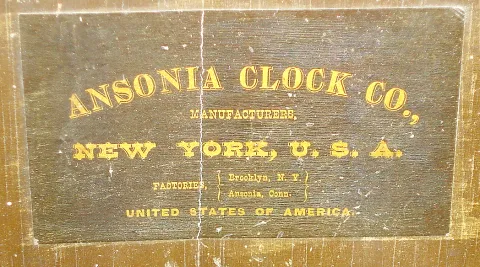 ANSONIA CLOCK CO.,
MANUFACTURERS,
NEW YORK, U. S. A.
FACTORIES, { Brooklyn, N. Y. }
{ Ansonia, Conn. }
UNITED STATES OF AMERICA.